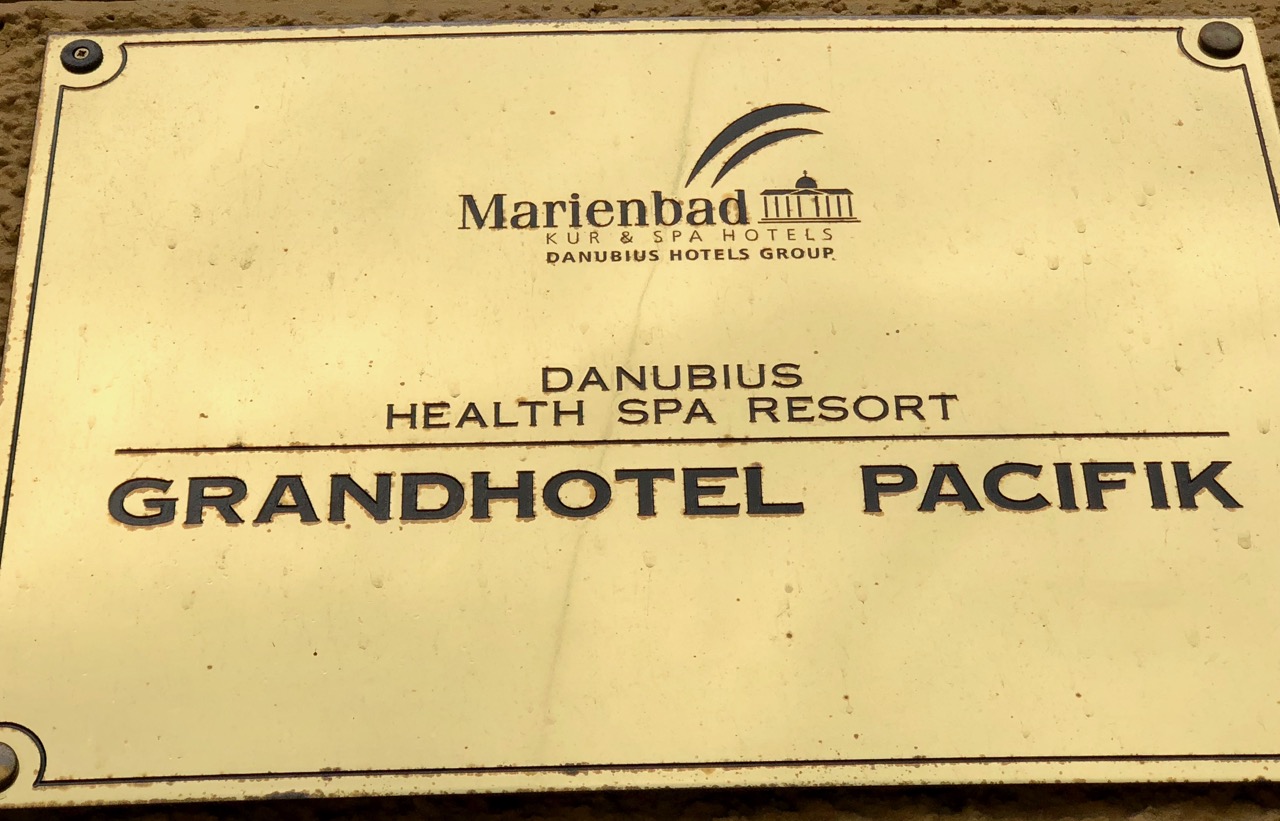 Marienbad
KUR & SPA HOTELS
DANUBIUS HOTELS GROUP
DANUBIUS
HEALTH SPA RESORT
GRANDHOTEL PACIFIK